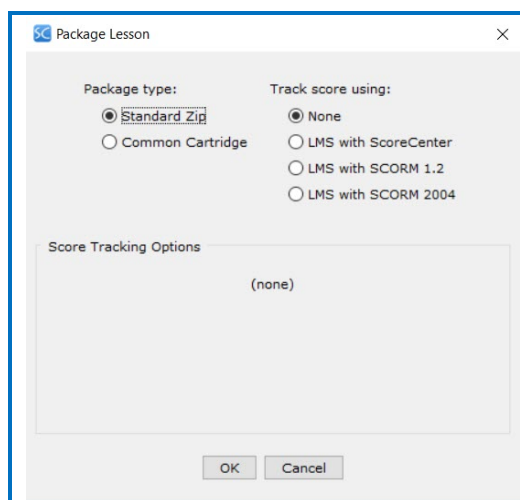 SC Package Lesson
Package type:
Standard Zip
Common Cartridge
Track score using:
None
LMS with ScoreCenter
LMS with SCORM 1.2
LMS with SCORM 2004
Score Tracking Options
(none)
OK Cancel